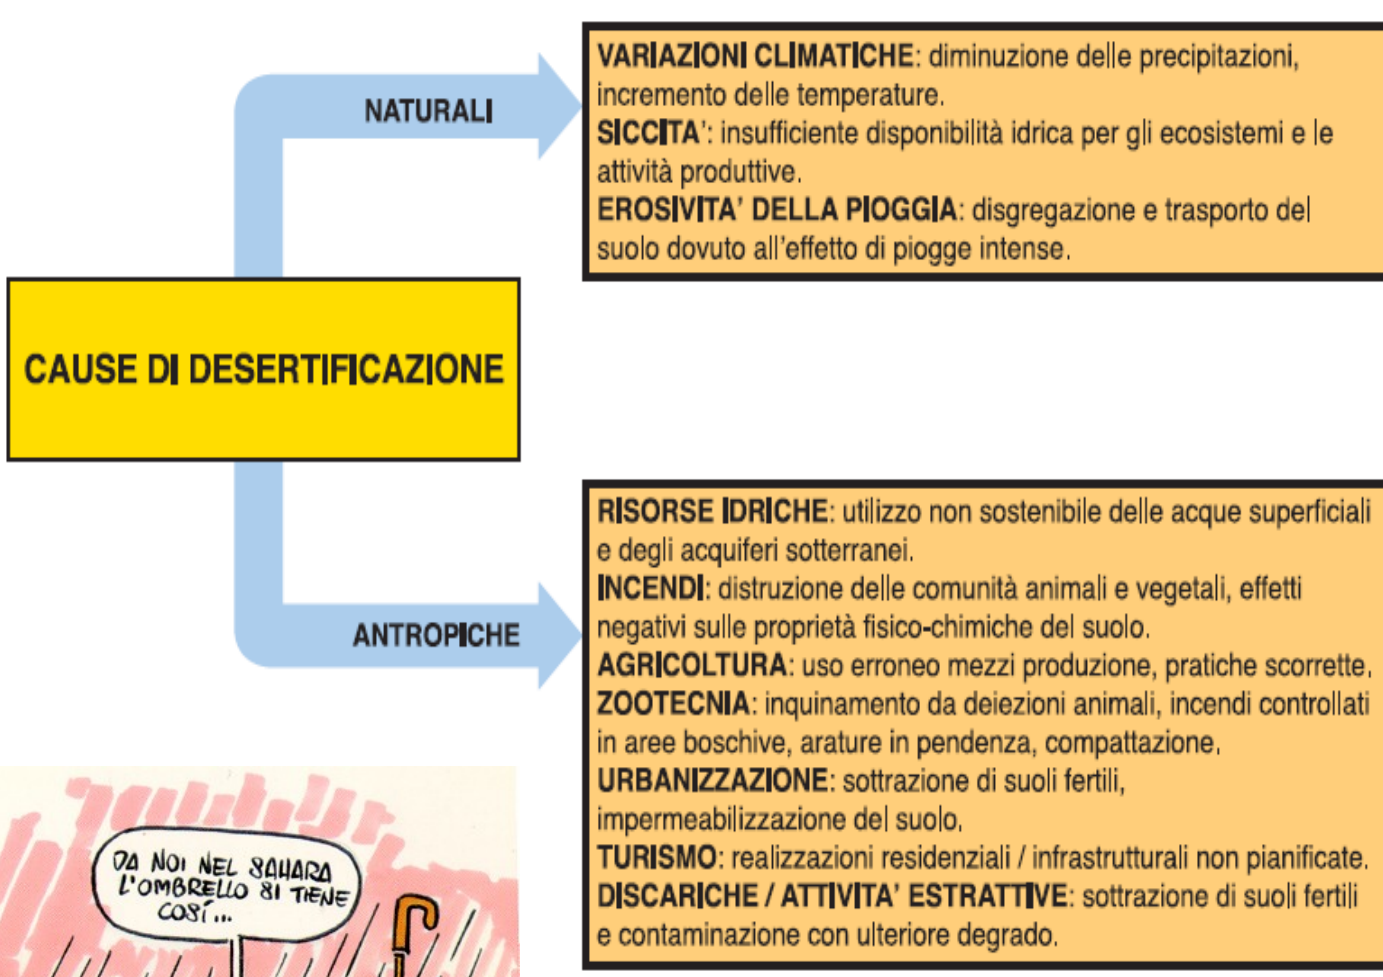 CAUSE DI DESERTIFICAZIONE
NATURALI
VARIAZIONI CLIMATICHE: diminuzione delle precipitazioni,
incremento delle temperature.
SICCITA': insufficiente disponibilità idrica per gli ecosistemi e le
attività produttive.
EROSIVITA' DELLA PIOGGIA: disgregazione e trasporto del
suolo dovuto all'effetto di piogge intense.
ANTROPICHE
RISORSE IDRICHE: utilizzo non sostenibile delle acque superficiali
e degli acquiferi sotterranei.
INCENDI: distruzione delle comunità animali e vegetali, effetti
negativi sulle proprietà fisico-chimiche del suolo.
AGRICOLTURA: uso erroneo mezzi produzione, pratiche scorrette.
ZOOTECNIA: inquinamento da deiezioni animali, incendi controllati
in aree boschive, arature in pendenza, compattazione.
URBANIZZAZIONE: sottrazione di suoli fertili,
impermeabilizzazione del suolo.
TURISMO: realizzazioni residenziali / infrastrutturali non pianificate.
DISCARICHE / ATTIVITA' ESTRATTIVE: sottrazione di suoli fertili
e contaminazione con ulteriore degrado.
DA NOI NEL SAHARA
L'OMBRELLO SI TIENE
COSÍ...